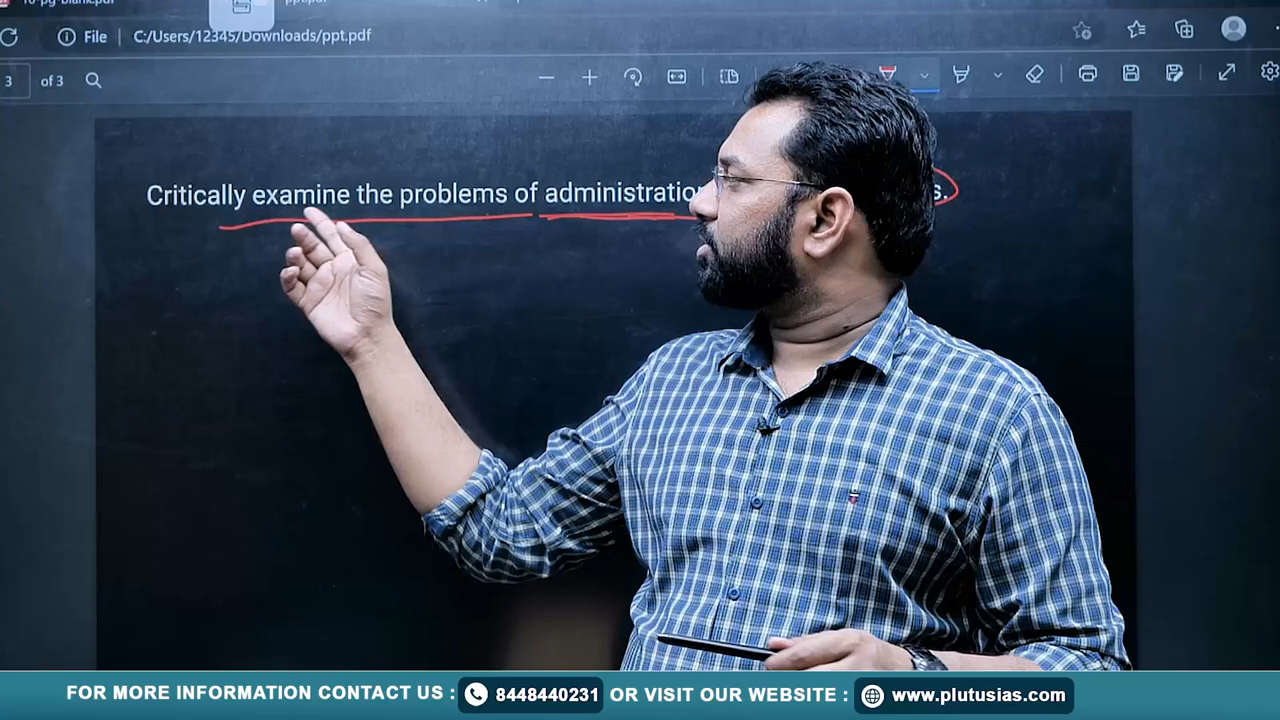 File C:/Users/12345/Downloads/ppt.pdf
3 of 3
Critically examine the problems of administratio s.
FOR MORE INFORMATION CONTACT US : 8448440231 OR VISIT OUR WEBSITE : www.plutusias.com